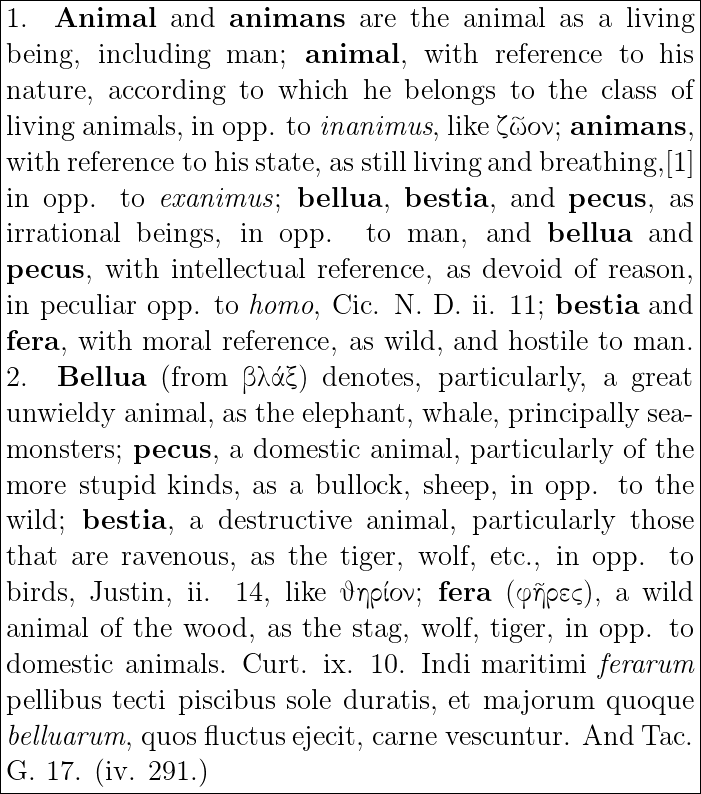 1. Animal and animans are the animal as a living
being, including man; animal, with reference to his
nature, according to which he belongs to the class of
living animals, in opp. to inanimus, like ζῶον; animans,
with reference to his state, as still living and breathing,[1]
in opp. to exanimus; bellua, bestia, and pecus, as
irrational beings, in opp. to man, and bellua and
pecus, with intellectual reference, as devoid of reason,
in peculiar opp. to homo, Cic. N. D. ii. 11; bestia and
fera, with moral reference, as wild, and hostile to man.
2. Bellua (from βλάξ) denotes, particularly, a great
unwieldy animal, as the elephant, whale, principally sea-
monsters; pecus, a domestic animal, particularly of the
more stupid kinds, as a bullock, sheep, in opp. to the
wild; bestia, a destructive animal, particularly those
that are ravenous, as the tiger, wolf, etc., in opp. to
birds, Justin, ii. 14, like ϑηρίον; fera (φῆρες), a wild
animal of the wood, as the stag, wolf, tiger, in opp. to
domestic animals. Curt. ix. 10. Indi maritimi ferarum
pellibus tecti piscibus sole duratis, et majorum quoque
belluarum, quos fluctus ejecit, carne vescuntur. And Tac.
G. 17. (iv. 291.)